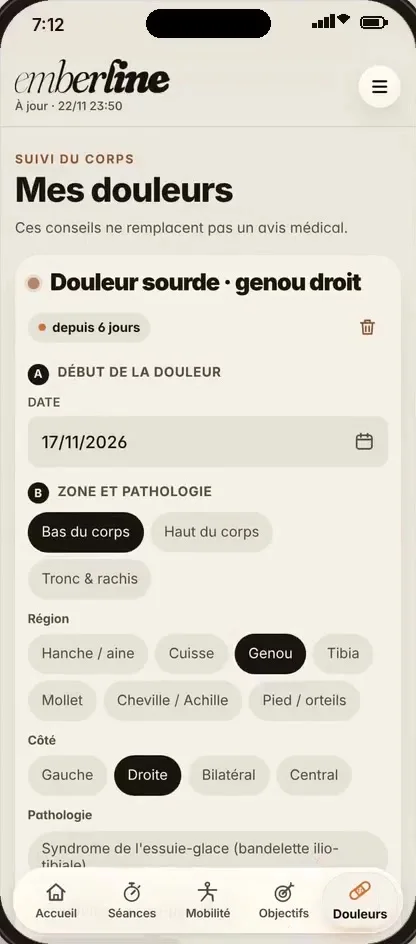 7:12
emberline
À jour · 22/11 23:50
SUIVI DU CORPS
Mes douleurs
Ces conseils ne remplacent pas un avis médical.
Douleur sourde · genou droit
depuis 6 jours
A DÉBUT DE LA DOULEUR
DATE
17/11/2026
B ZONE ET PATHOLOGIE
Bas du corps Haut du corps
Tronc & rachis
Région
Hanche / aine Cuisse Genou Tibia
Mollet Cheville / Achille Pied / orteils
Côté
Gauche Droite Bilatéral Central
Pathologie
Syndrome de l'essuie-glace (bandelette ilio-
tibiale)
Accueil Séances Mobilité Objectifs Douleurs